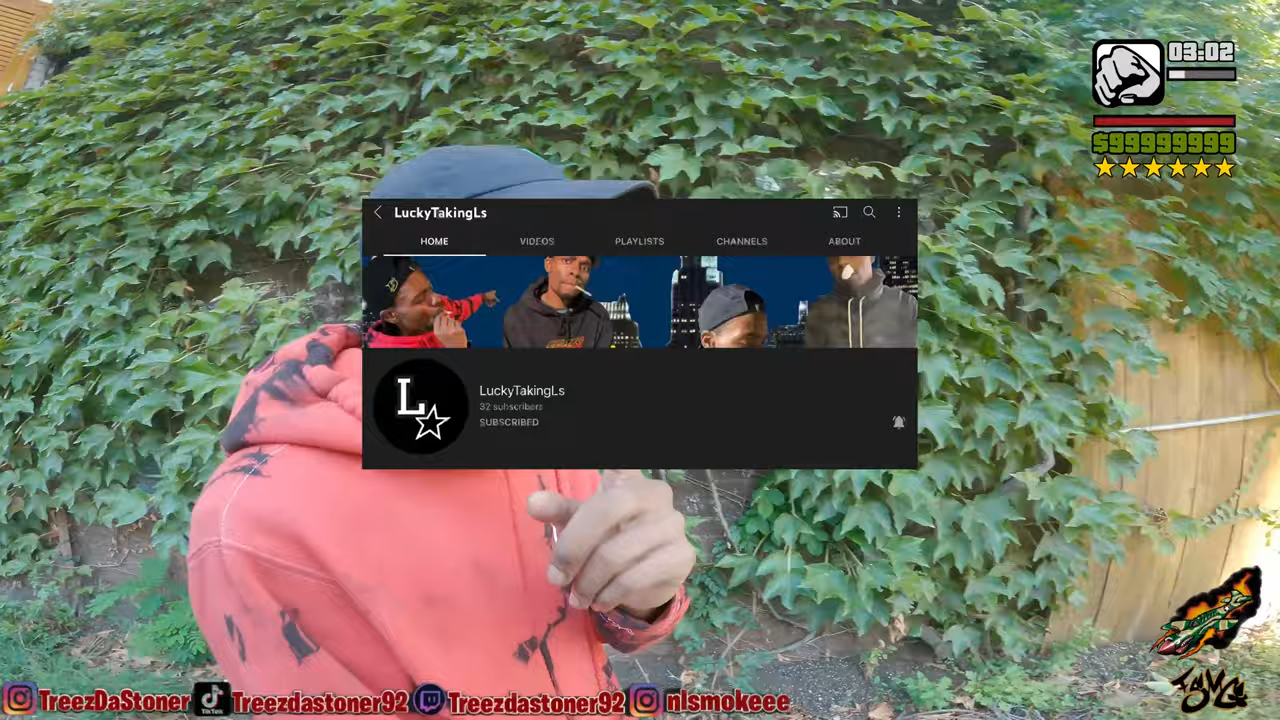 03:02
$99999999
LuckyTakingLs
HOME VIDEOS PLAYLISTS CHANNELS ABOUT
L
LuckyTakingLs
32 subscribers
SUBSCRIBED
TreezDaStoner Treezdastoner92 Treezdastoner92 nlsmokeee